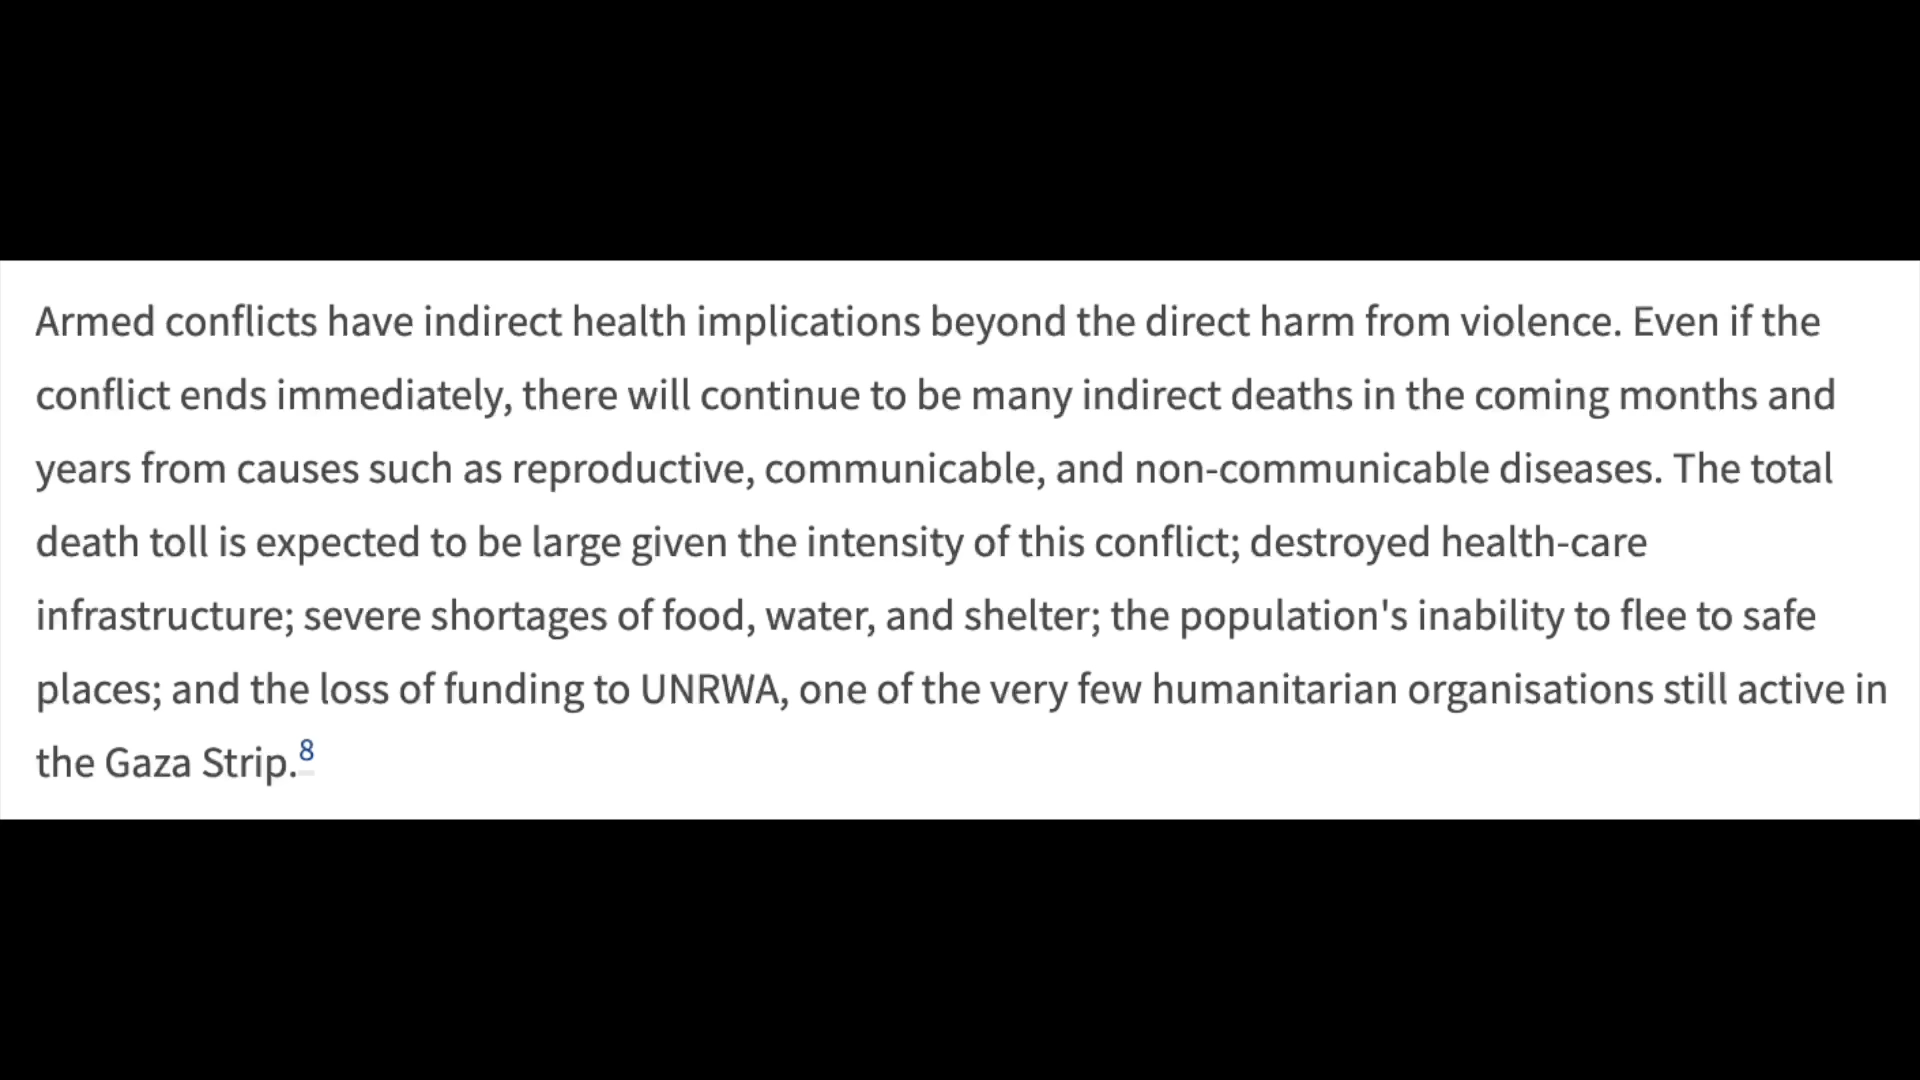 Armed conflicts have indirect health implications beyond the direct harm from violence. Even if the
conflict ends immediately, there will continue to be many indirect deaths in the coming months and
years from causes such as reproductive, communicable, and non-communicable diseases. The total
death toll is expected to be large given the intensity of this conflict; destroyed health-care
infrastructure; severe shortages of food, water, and shelter; the population's inability to flee to safe
places; and the loss of funding to UNRWA, one of the very few humanitarian organisations still active in
the Gaza Strip.8